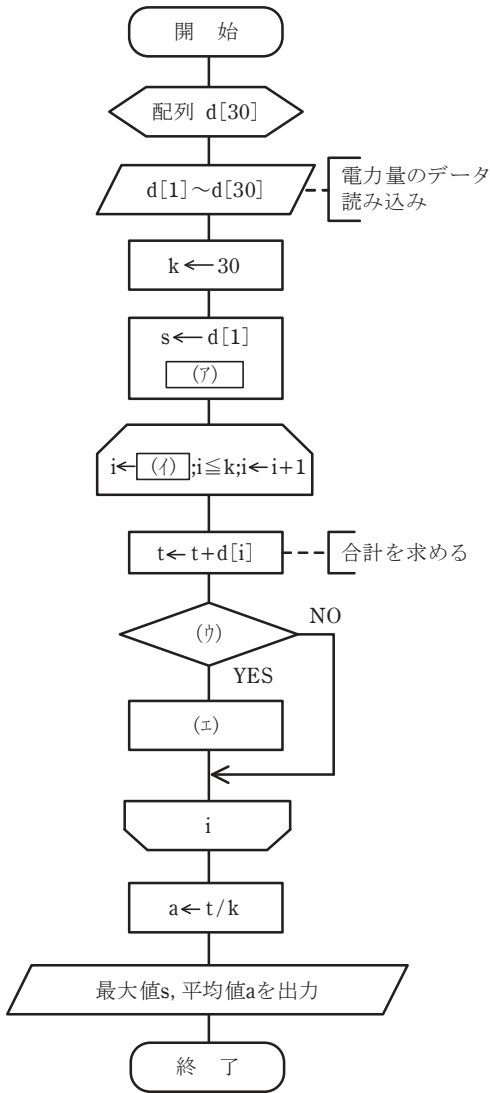 開 始
配列 d[30]
d[1]～d[30]
電力量のデータ
読み込み
k←30
s←d[1]
(ア)
i←(イ);i≦k;i←i+1
t←t+d[i]
合計を求める
(ウ)
NO
YES
(エ)
i
a←t/k
最大値s,平均値aを出力
終 了